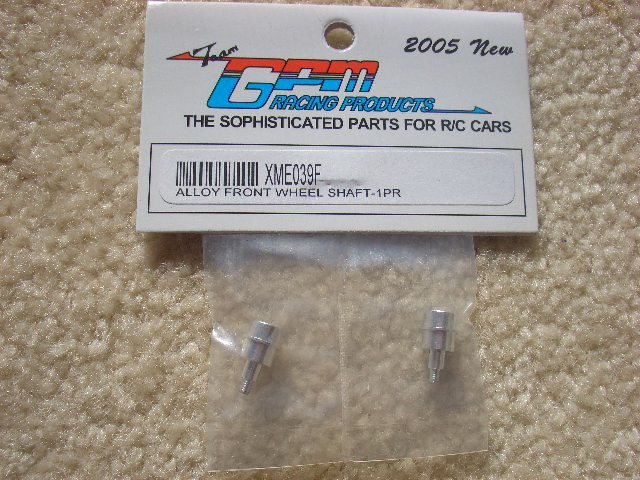 2005 New
Team
GPM
RACING PRODUCTS
THE SOPHISTICATED PARTS FOR R/C CARS
XME039F
ALLOY FRONT WHEEL SHAFT-1PR